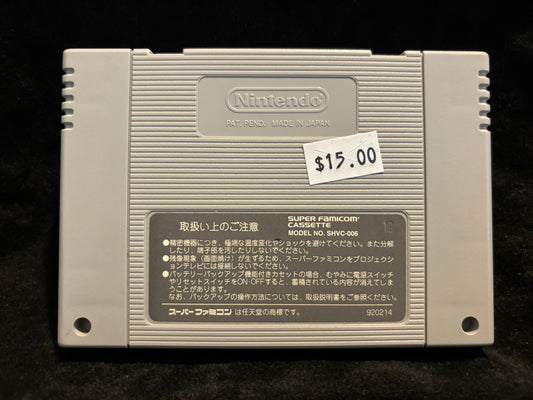 Nintendo
PAT. PEND. MADE IN JAPAN
$15.00
取扱い上のご注意
SUPER FAMICOM
CASSETTE
MODEL NO. SHVC-006
●精密機器につき、極端な温度変化やショックを避けてください。また分解
したり、端子部を汚したりしないでください。
●残像現象(画面焼け)が生ずるため、スーパーファミコンをプロジェクシ
ョンテレビには接続しないでください。
●バッテリーバックアップ機能付きカセットの場合、むやみに電源スイッチ
やリセットスイッチをON・OFFすると、蓄積されている内容が消えてしま
うことがあります。
なお、バックアップの操作方法については、取扱説明書をご参照ください。
スーパーファミコン は任天堂の商標です。
920214